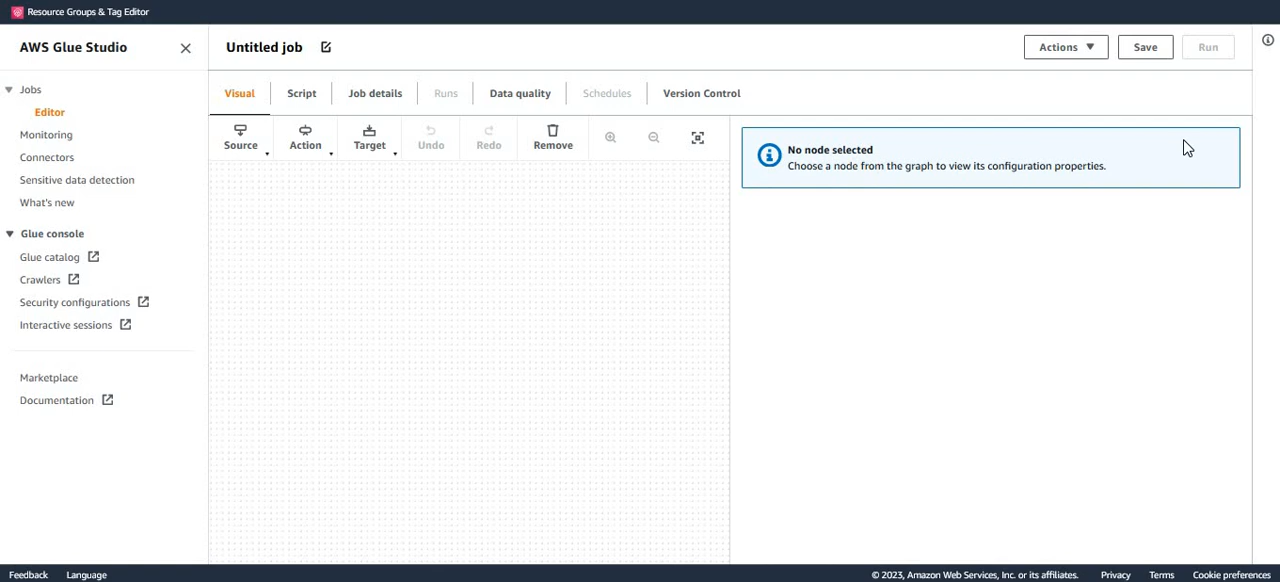 Resource Groups & Tag Editor
AWS Glue Studio
Untitled job
Actions
Save
Run
Jobs
Editor
Monitoring
Connectors
Sensitive data detection
What's new
Glue console
Glue catalog
Crawlers
Security configurations
Interactive sessions
Marketplace
Documentation
Visual
Script
Job details
Runs
Data quality
Schedules
Version Control
Source
Action
Target
Undo
Redo
Remove
No node selected
Choose a node from the graph to view its configuration properties.
Feedback
Language
© 2023, Amazon Web Services, Inc. or its affiliates.
Privacy
Terms
Cookie preferences